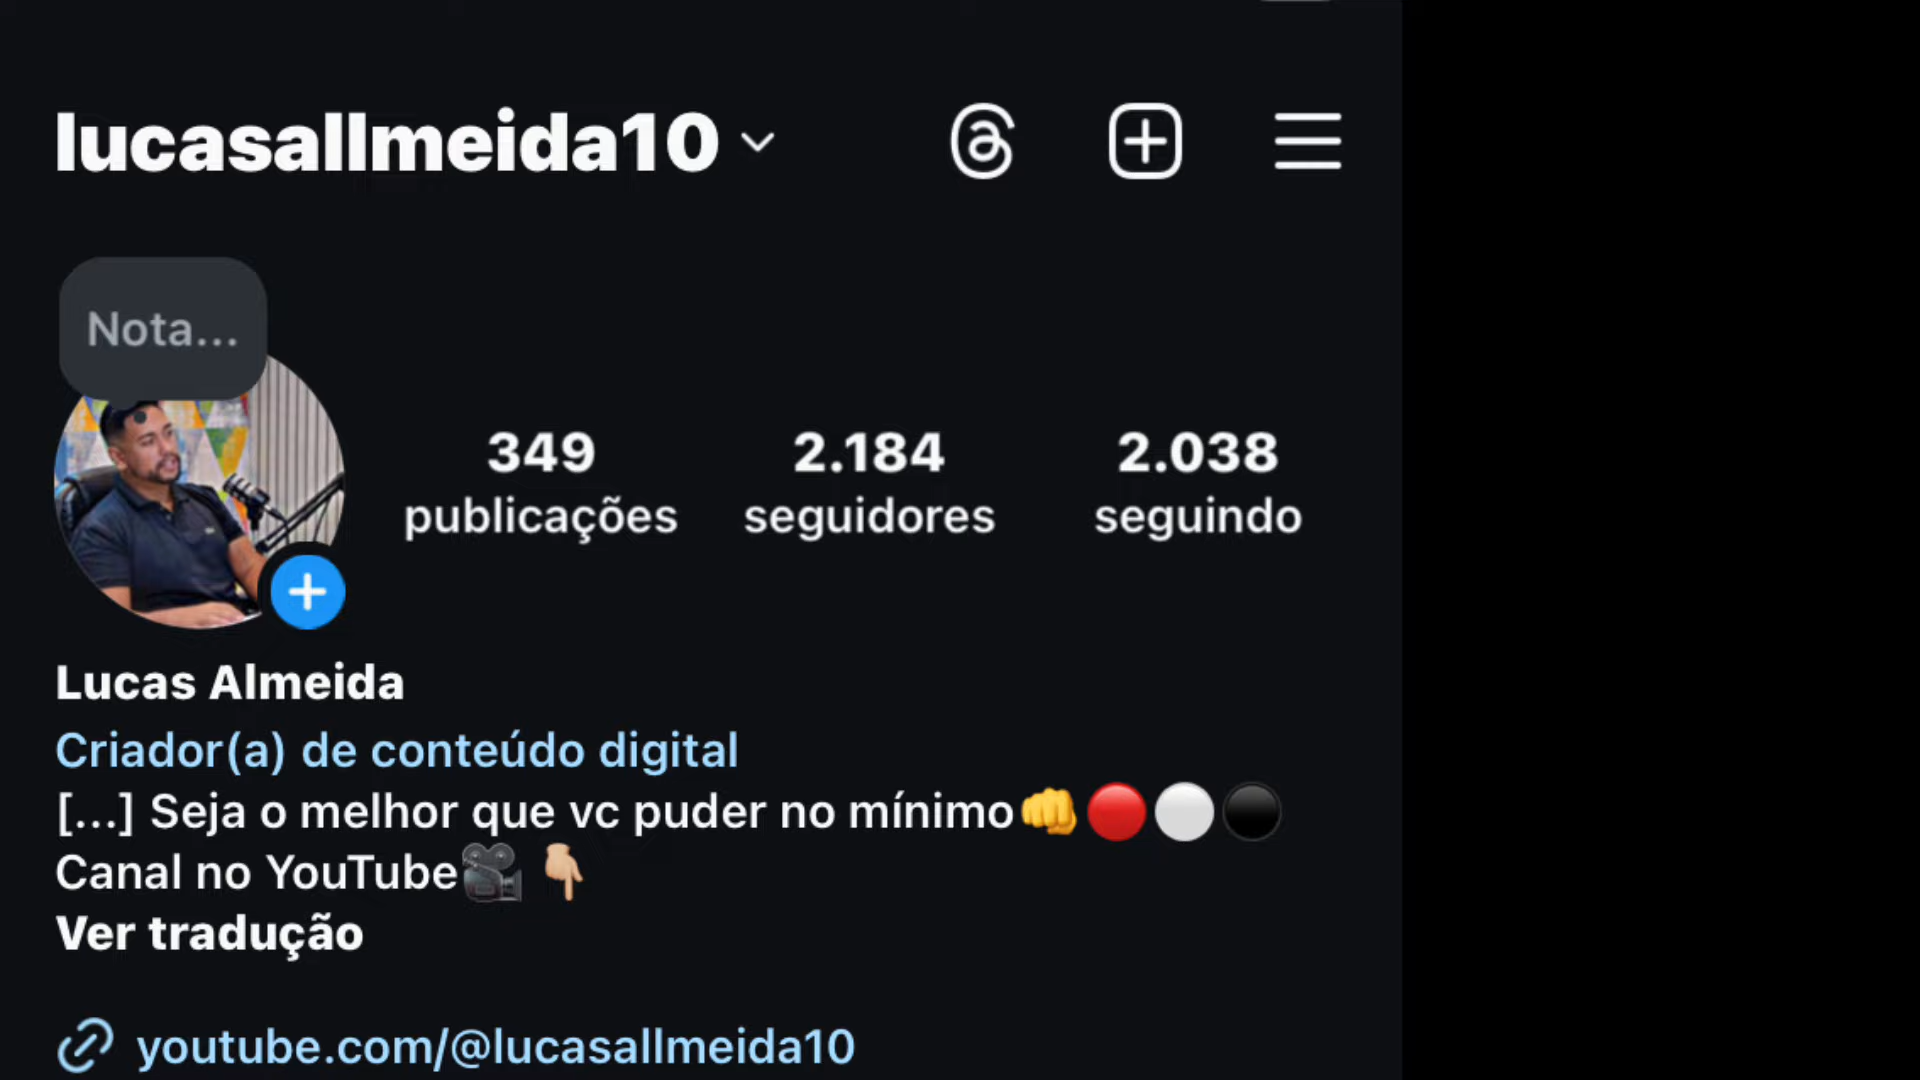 lucasallmeida10
Nota...
349 2.184 2.038
publicações seguidores seguindo
Lucas Almeida
Criador(a) de conteúdo digital
[...] Seja o melhor que vc puder no mínimo👊🔴⚪⚫
Canal no YouTube🎥 👇🏼
Ver tradução
youtube.com/@lucasallmeida10